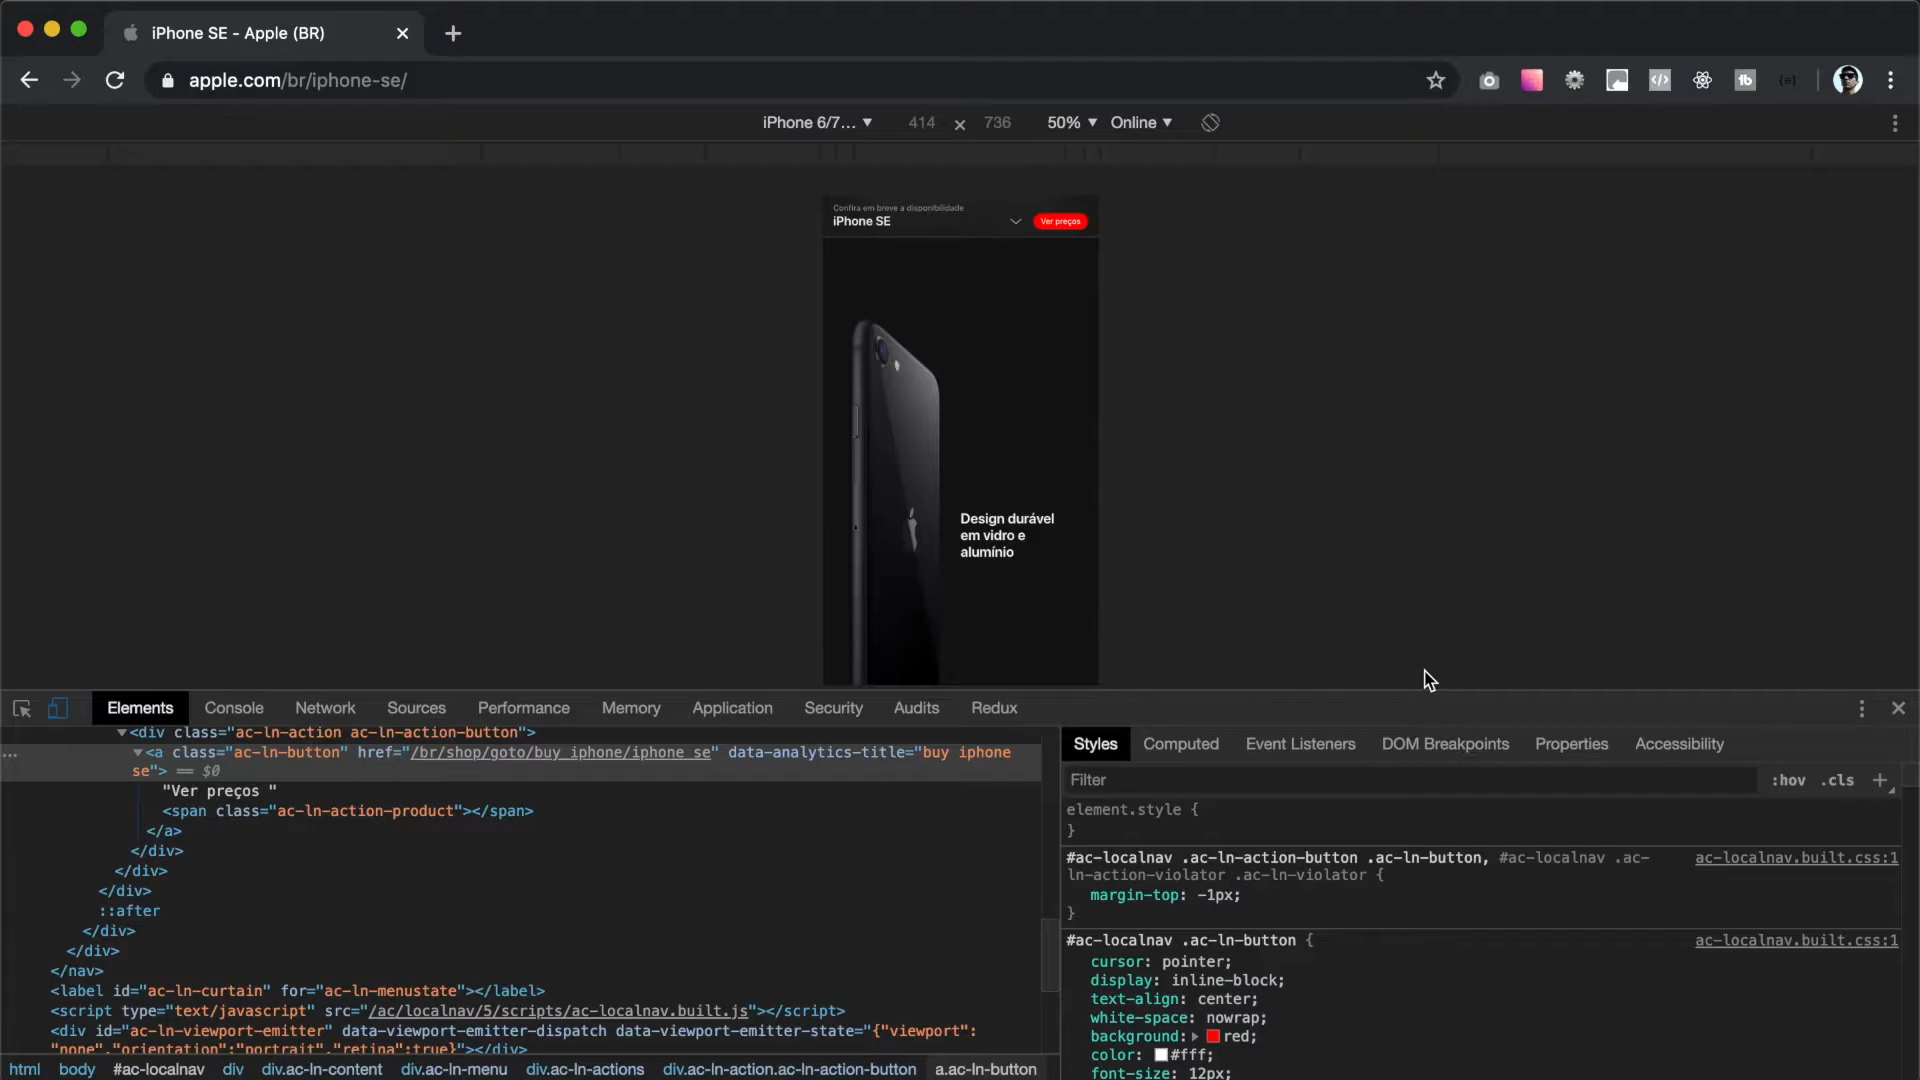 iPhone SE - Apple (BR)
apple.com/br/iphone-se/
iPhone 6/7... ▼ 414 × 736 50% ▼ Online ▼
Confira em breve a disponibilidade
iPhone SE
Ver preços
Design durável
em vidro e
alumínio
Elements Console Network Sources Performance Memory Application Security Audits Redux
▼<div class="ac-ln-action ac-ln-action-button">
▼<a class="ac-ln-button" href="/br/shop/goto/buy_iphone/iphone_se" data-analytics-title="buy iphone
se"> == $0
"Ver preços "
<span class="ac-ln-action-product"></span>
</a>
</div>
</div>
</div>
::after
</div>
</div>
</nav>
<label id="ac-ln-curtain" for="ac-ln-menustate"></label>
<script type="text/javascript" src="/ac/localnav/5/scripts/ac-localnav.built.js"></script>
<div id="ac-ln-viewport-emitter" data-viewport-emitter-dispatch data-viewport-emitter-state="{"viewport":
"none","orientation":"portrait","retina":true}"></div>
html body #ac-localnav div div.ac-ln-content div.ac-ln-menu div.ac-ln-actions div.ac-ln-action.ac-ln-action-button a.ac-ln-button
Styles Computed Event Listeners DOM Breakpoints Properties Accessibility
Filter :hov .cls +
element.style {
}
#ac-localnav .ac-ln-action-button .ac-ln-button, #ac-localnav .ac- ac-localnav.built.css:1
ln-action-violator .ac-ln-violator {
margin-top: -1px;
}
#ac-localnav .ac-ln-button { ac-localnav.built.css:1
cursor: pointer;
display: inline-block;
text-align: center;
white-space: nowrap;
background: red;
color: #fff;
font-size: 12px;